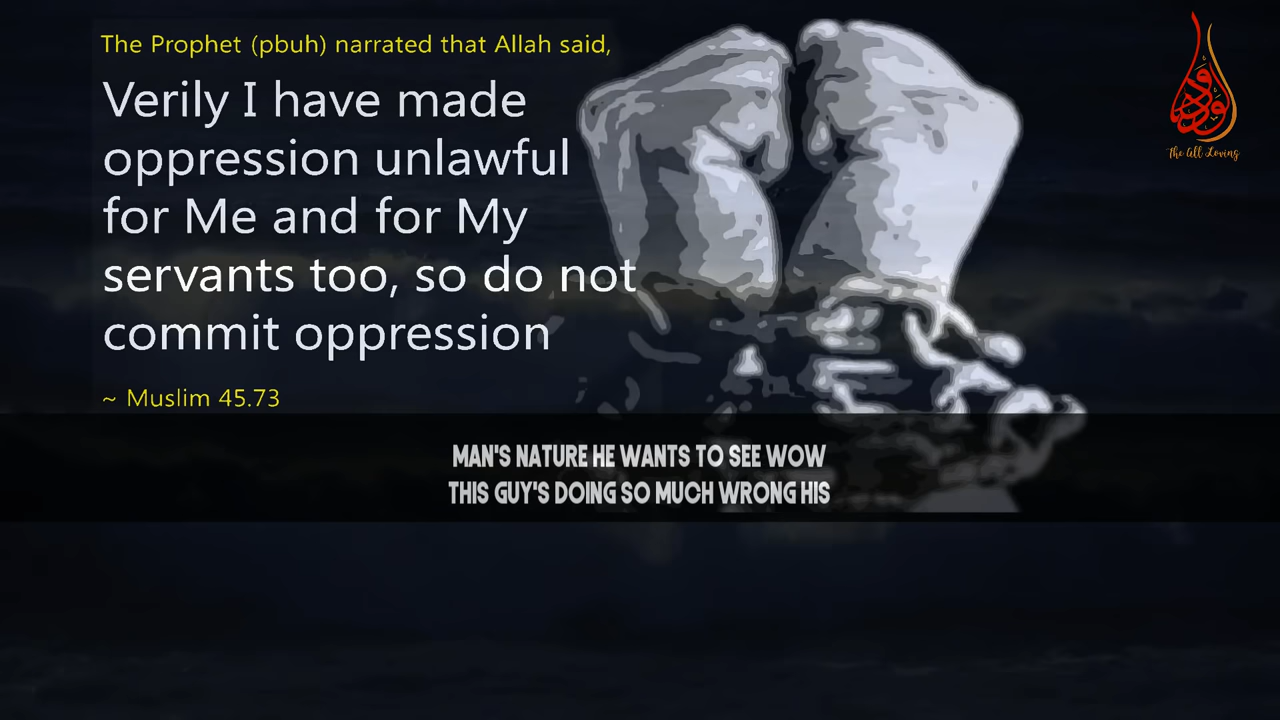 The Prophet (pbuh) narrated that Allah said,
Verily I have made
oppression unlawful
for Me and for My
servants too, so do not
commit oppression
~ Muslim 45.73
The All Loving
MAN'S NATURE HE WANTS TO SEE WOW
THIS GUY'S DOING SO MUCH WRONG HIS